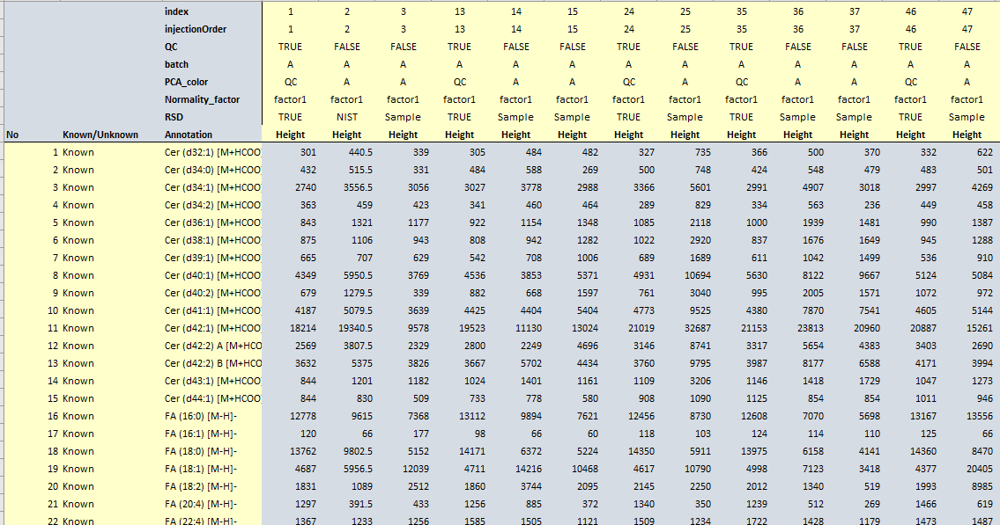 index 1 2 3 13 14 15 24 25 35 36 37 46 47
injectionOrder 1 2 3 13 14 15 24 25 35 36 37 46 47
QC TRUE FALSE FALSE TRUE FALSE FALSE TRUE FALSE TRUE FALSE FALSE TRUE FALSE
batch A A A A A A A A A A A A A
PCA_color QC A A QC A A QC A QC A A QC A
Normality_factor factor1 factor1 factor1 factor1 factor1 factor1 factor1 factor1 factor1 factor1 factor1 factor1 factor1
RSD TRUE NIST Sample TRUE Sample Sample TRUE Sample TRUE Sample Sample TRUE Sample
No Known/Unknown Annotation Height Height Height Height Height Height Height Height Height Height Height Height Height
1 Known Cer (d32:1) [M+HCOO] 301 440.5 339 305 484 482 327 735 366 500 370 332 622
2 Known Cer (d34:0) [M+HCOO] 432 515.5 331 484 588 269 500 748 424 548 479 483 501
3 Known Cer (d34:1) [M+HCOO] 2740 3556.5 3056 3027 3778 2988 3366 5601 2991 4907 3018 2997 4269
4 Known Cer (d34:2) [M+HCOO] 363 459 423 341 460 464 289 829 334 563 236 449 458
5 Known Cer (d36:1) [M+HCOO] 843 1321 1177 922 1154 1348 1085 2118 1000 1939 1481 990 1387
6 Known Cer (d38:1) [M+HCOO] 875 1106 943 808 942 1282 1022 2920 837 1676 1649 945 1288
7 Known Cer (d39:1) [M+HCOO] 665 707 629 542 708 1006 689 1689 611 1042 1499 536 910
8 Known Cer (d40:1) [M+HCOO] 4349 5950.5 3769 4536 3853 5371 4931 10694 5630 8122 9667 5124 5084
9 Known Cer (d40:2) [M+HCOO] 679 1279.5 339 882 668 1597 761 3040 995 2005 1571 1072 972
10 Known Cer (d41:1) [M+HCOO] 4187 5079.5 3639 4425 4404 5404 4773 9525 4380 7870 7541 4605 5144
11 Known Cer (d42:1) [M+HCOO] 18214 19340.5 9578 19523 11130 13024 21019 32687 21153 23813 20960 20887 15261
12 Known Cer (d42:2) A [M+HCO 2569 3807.5 2329 2800 2249 4696 3146 8741 3317 5654 4383 3403 2690
13 Known Cer (d42:2) B [M+HCO 3632 5375 3826 3667 5702 4434 3760 9795 3987 8177 6588 4171 3994
14 Known Cer (d43:1) [M+HCOO] 844 1201 1182 1024 1401 1161 1109 3206 1146 1418 1729 1047 1273
15 Known Cer (d44:1) [M+HCOO] 844 830 509 733 778 580 908 1090 1125 854 854 1011 946
16 Known FA (16:0) [M-H]- 12778 9615 7368 13112 9894 7621 12456 8730 12608 7070 5698 13167 13556
17 Known FA (16:1) [M-H]- 120 66 177 98 66 60 118 103 124 114 110 125 66
18 Known FA (18:0) [M-H]- 13762 9802.5 5152 14171 6372 5224 14350 5911 13975 6158 4141 14360 8470
19 Known FA (18:1) [M-H]- 4687 5956.5 12039 4711 14216 10468 4617 10790 4998 7123 3418 4377 20405
20 Known FA (18:2) [M-H]- 1831 1089 2512 1860 3744 2095 2145 2250 2012 1340 519 1993 8985
21 Known FA (20:4) [M-H]- 1297 391.5 433 1256 885 372 1340 350 1239 512 269 1466 619
22 Known FA (22:4) [M-H]- 1367 1233 1256 1585 1505 1121 1509 1234 1722 1428 1179 1473 1487